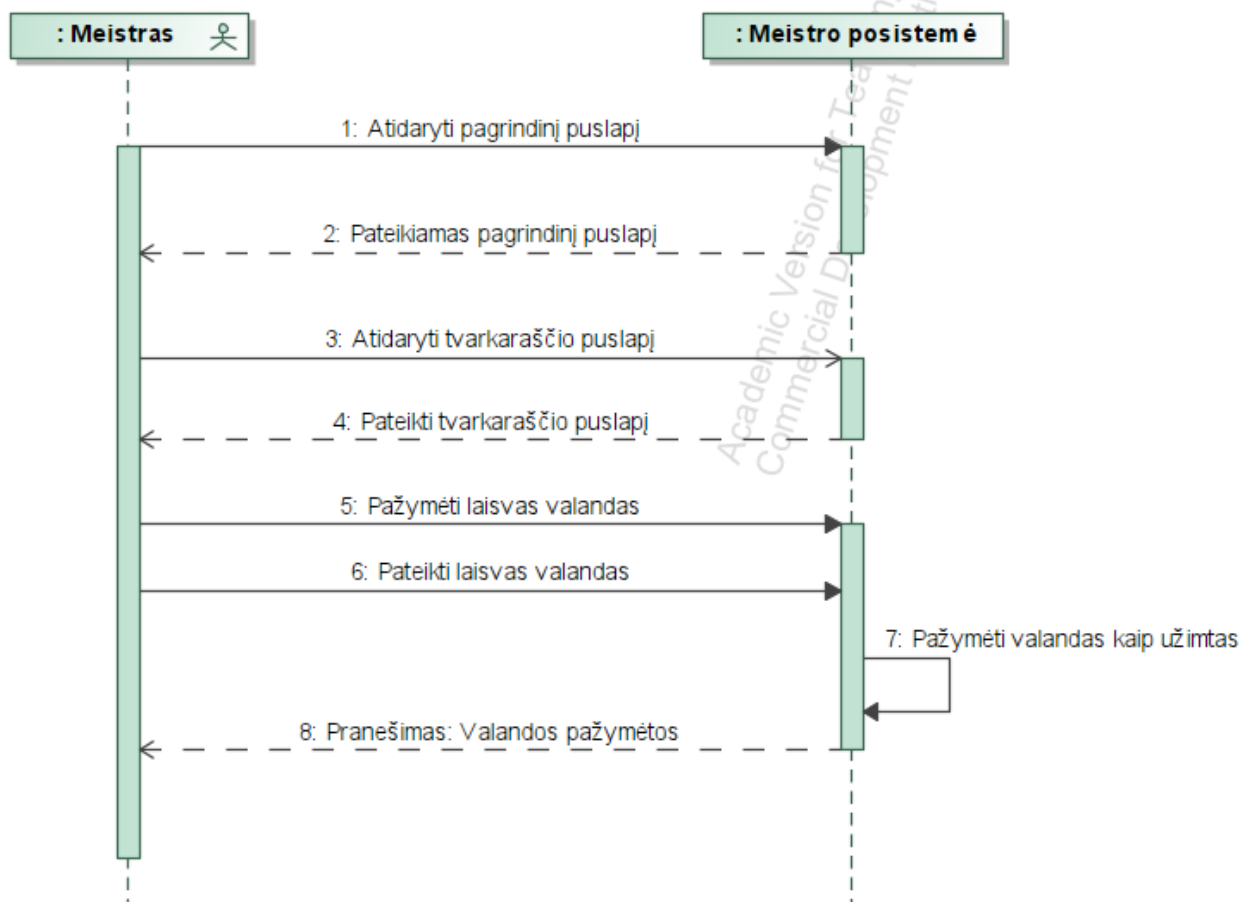 : Meistras
: Meistro posistemė
1: Atidaryti pagrindinį puslapį
2: Pateikiamas pagrindinį puslapį
3: Atidaryti tvarkaraščio puslapį
4: Pateikti tvarkaraščio puslapį
5: Pažymėti laisvas valandas
6: Pateikti laisvas valandas
7: Pažymėti valandas kaip užimtas
8: Pranešimas: Valandos pažymėtos
Academic Version for
Commercial